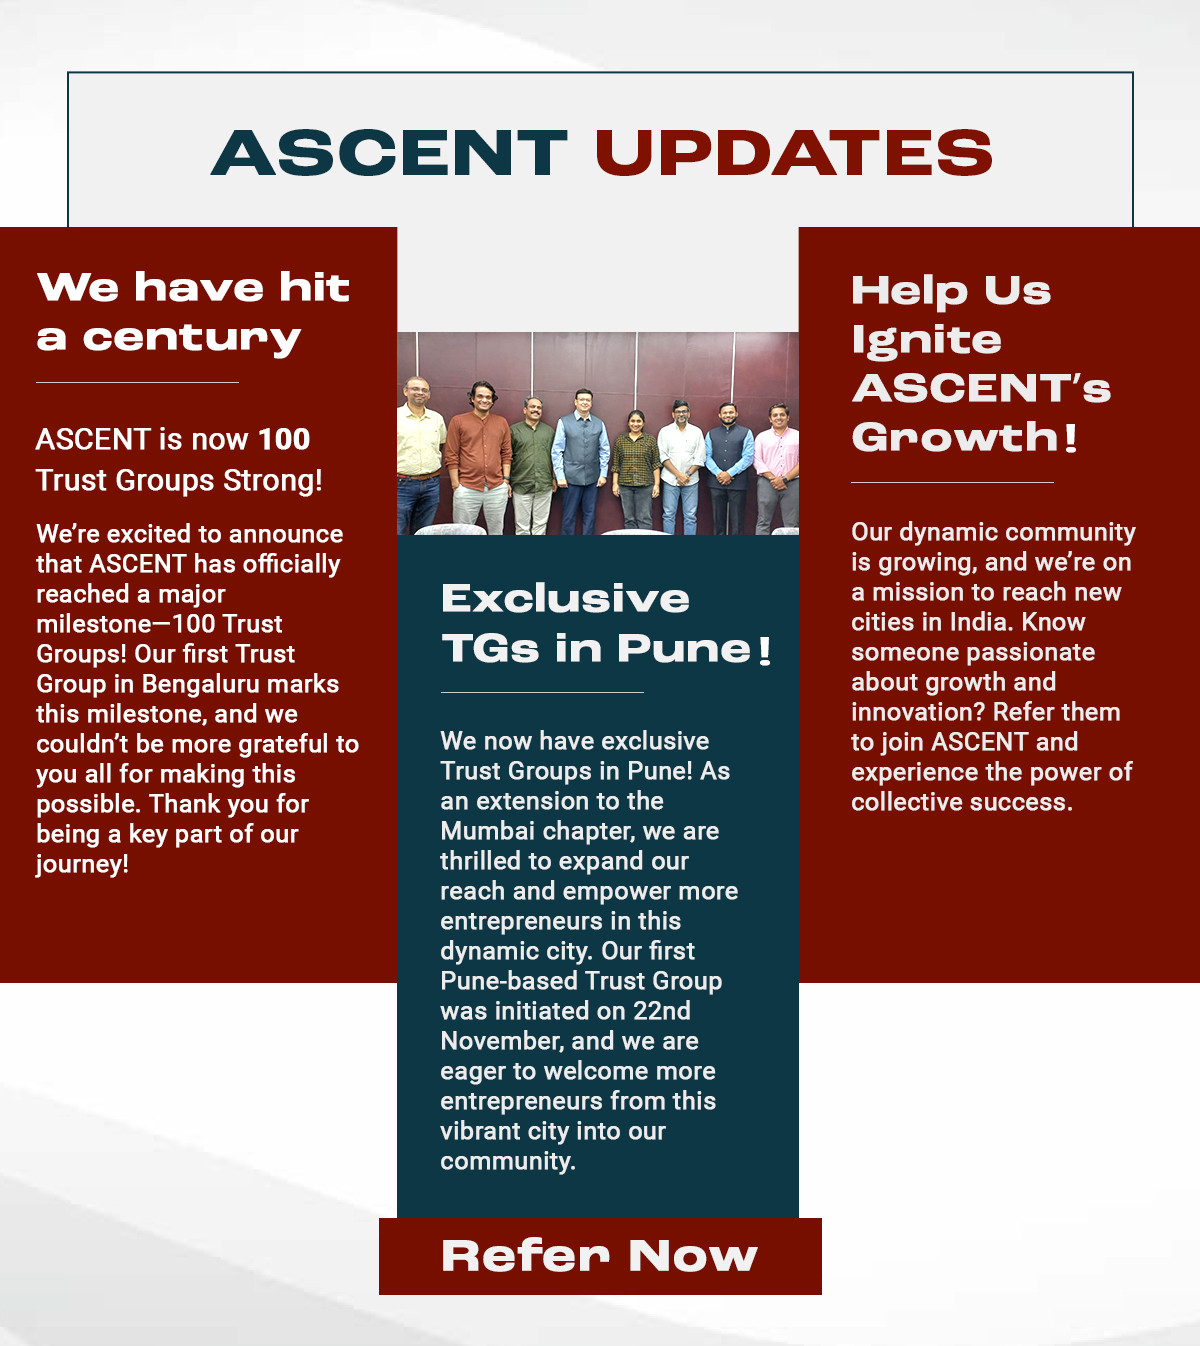 ASCENT UPDATES
We have hit
a century
ASCENT is now 100
Trust Groups Strong!
We’re excited to announce
that ASCENT has officially
reached a major
milestone—100 Trust
Groups! Our first Trust
Group in Bengaluru marks
this milestone, and we
couldn’t be more grateful to
you all for making this
possible. Thank you for
being a key part of our
journey!
Exclusive
TGs in Pune!
We now have exclusive
Trust Groups in Pune! As
an extension to the
Mumbai chapter, we are
thrilled to expand our
reach and empower more
entrepreneurs in this
dynamic city. Our first
Pune-based Trust Group
was initiated on 22nd
November, and we are
eager to welcome more
entrepreneurs from this
vibrant city into our
community.
Help Us
Ignite
ASCENT’s
Growth!
Our dynamic community
is growing, and we’re on
a mission to reach new
cities in India. Know
someone passionate
about growth and
innovation? Refer them
to join ASCENT and
experience the power of
collective success.
Refer Now